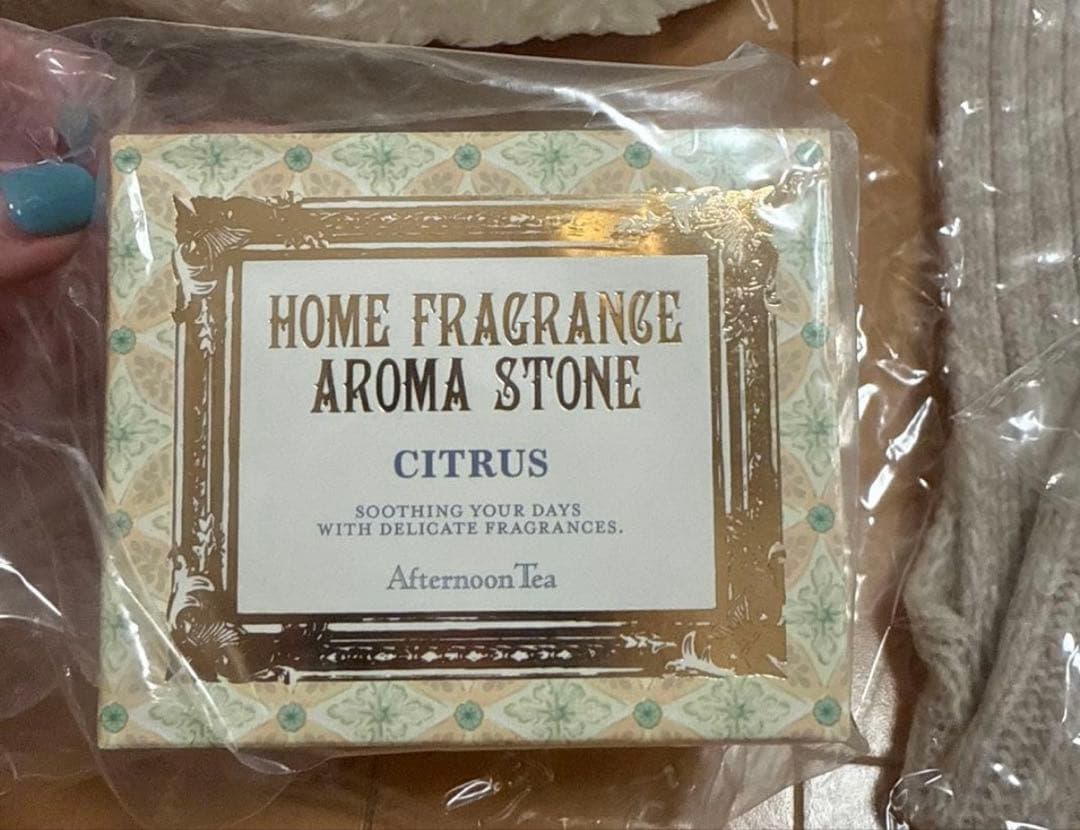 HOME FRAGRANCE
AROMA STONE
CITRUS
SOOTHING YOUR DAYS
WITH DELICATE FRAGRANCES.
Afternoon Tea